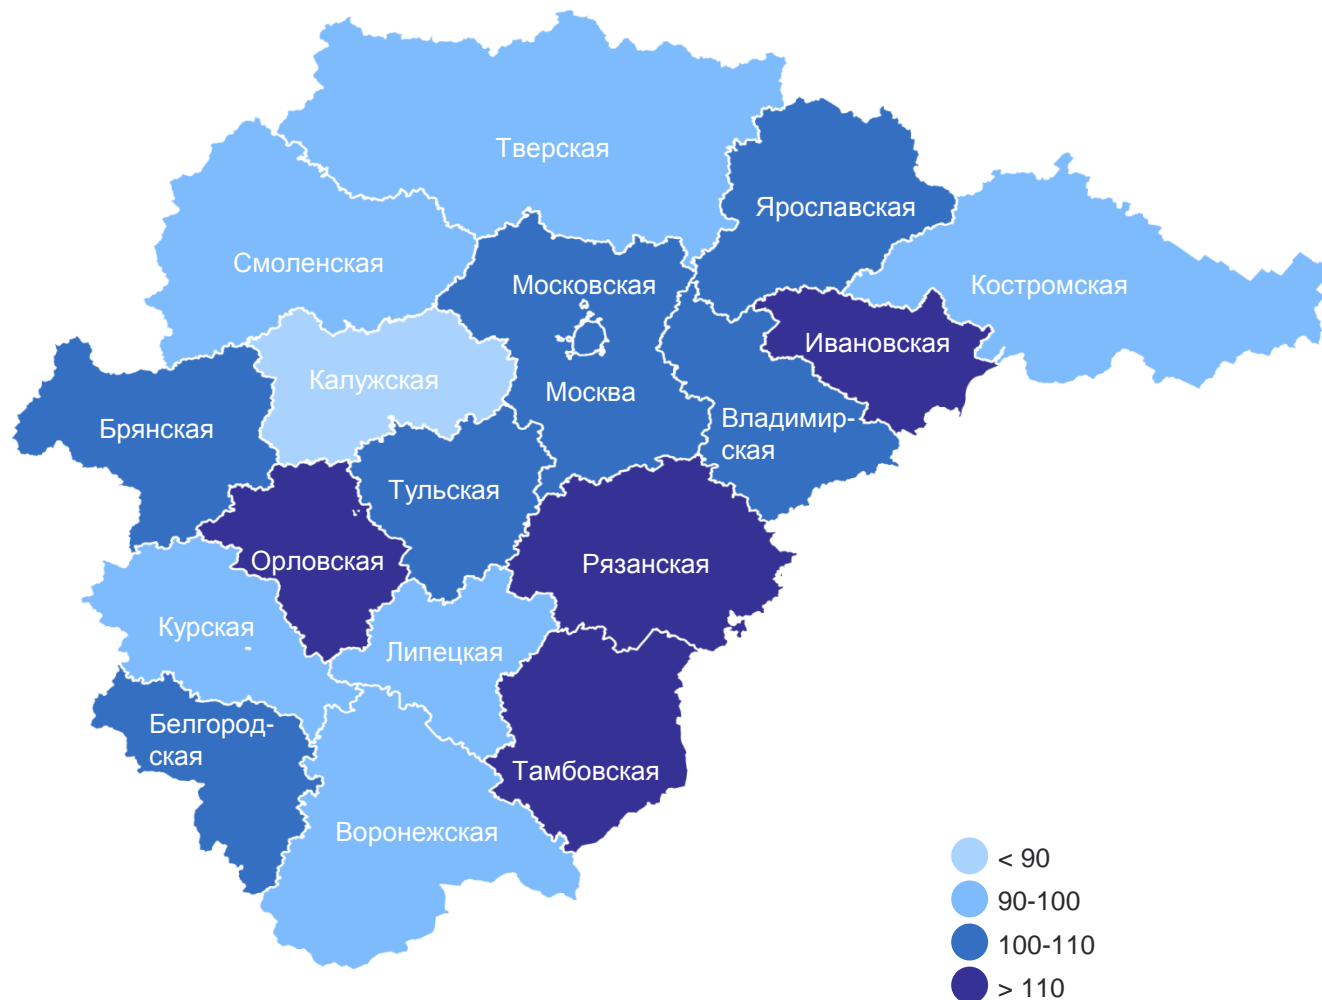 Тверская
Ярославская
Смоленская
Московская
Костромская
Ивановская
Калужская
Москва
Брянская
Владимир-
ская
Тульская
Орловская
Рязанская
Курская
Липецкая
Белгород-
ская
Тамбовская
Воронежская
< 90
90-100
100-110
> 110